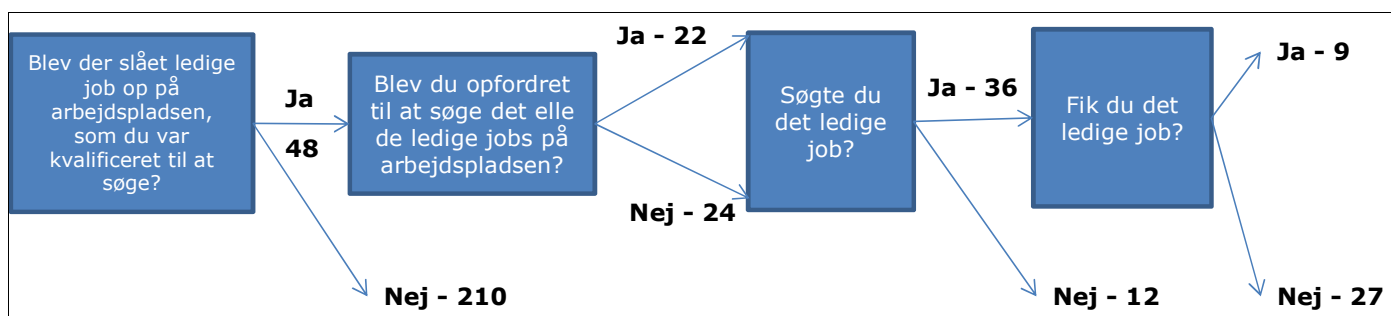 Blev der slået ledige
job op på
arbejdspladsen,
som du var
kvalificeret til at
søge?
Ja
48
Nej - 210
Blev du opfordret
til at søge det elle
de ledige jobs på
arbejdspladsen?
Ja - 22
Nej - 24
Søgte du
det ledige
job?
Ja - 36
Nej - 12
Fik du det
ledige job?
Ja - 9
Nej - 27